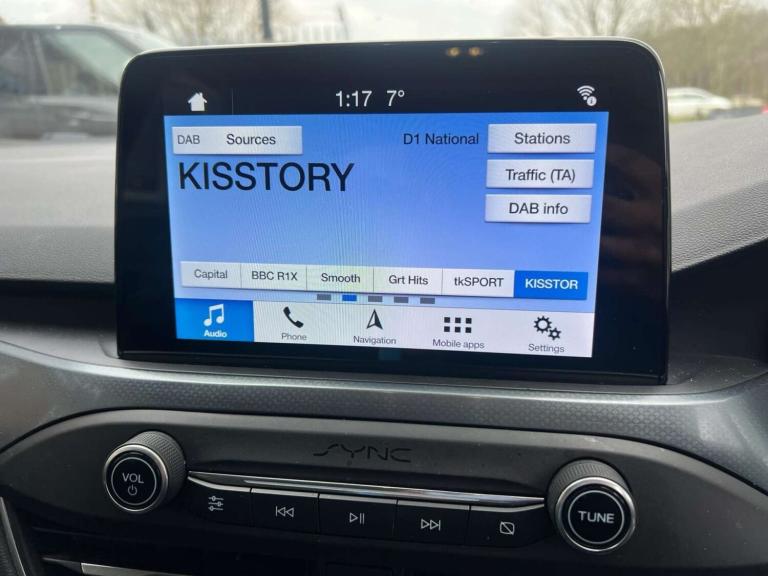 1:17 7°
DAB Sources D1 National Stations
KISSTORY
Traffic (TA)
DAB info
Capital BBC R1X Smooth Grt Hits tkSPORT KISSTOR
Audio Phone Navigation Mobile apps Settings
SYNC
VOL
TUNE